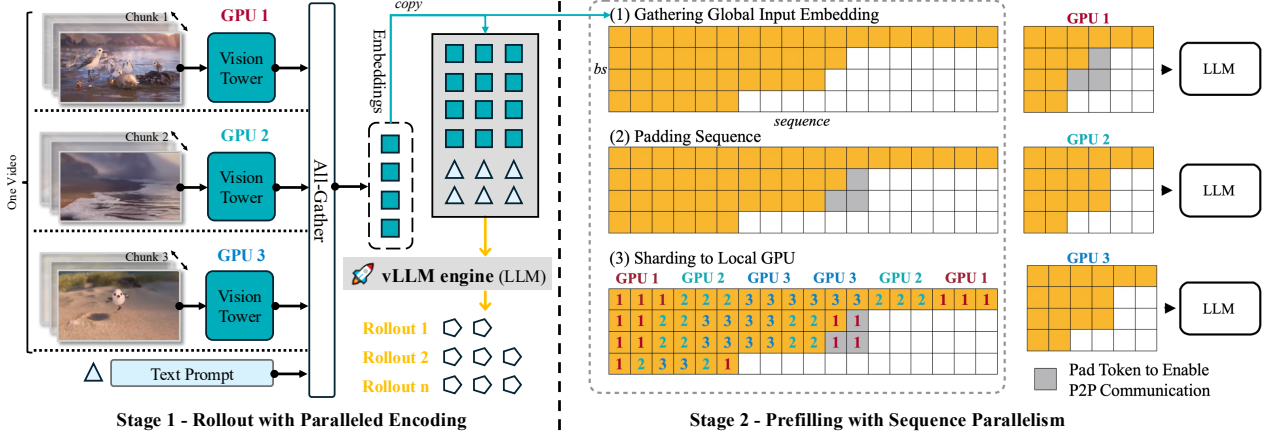 One Video
Chunk 1
GPU 1
Vision
Tower
Chunk 2
GPU 2
Vision
Tower
Chunk 3
GPU 3
Vision
Tower
Text Prompt
All-Gather
copy
Embeddings
vLLM engine (LLM)
Rollout 1
Rollout 2
Rollout n
Stage 1 - Rollout with Paralleled Encoding
(1) Gathering Global Input Embedding
bs
sequence
(2) Padding Sequence
(3) Sharding to Local GPU
GPU 1 GPU 2 GPU 3 GPU 3 GPU 2 GPU 1
1 1 1 2 2 2 3 3 3 3 3 3 2 2 2 1 1 1
1 1 2 2 3 3 3 3 2 2 1 1
1 1 2 2 3 3 3 3 2 2 1 1
1 2 3 3 2 1
GPU 1
LLM
GPU 2
LLM
GPU 3
LLM
Pad Token to Enable
P2P Communication
Stage 2 - Prefilling with Sequence Parallelism